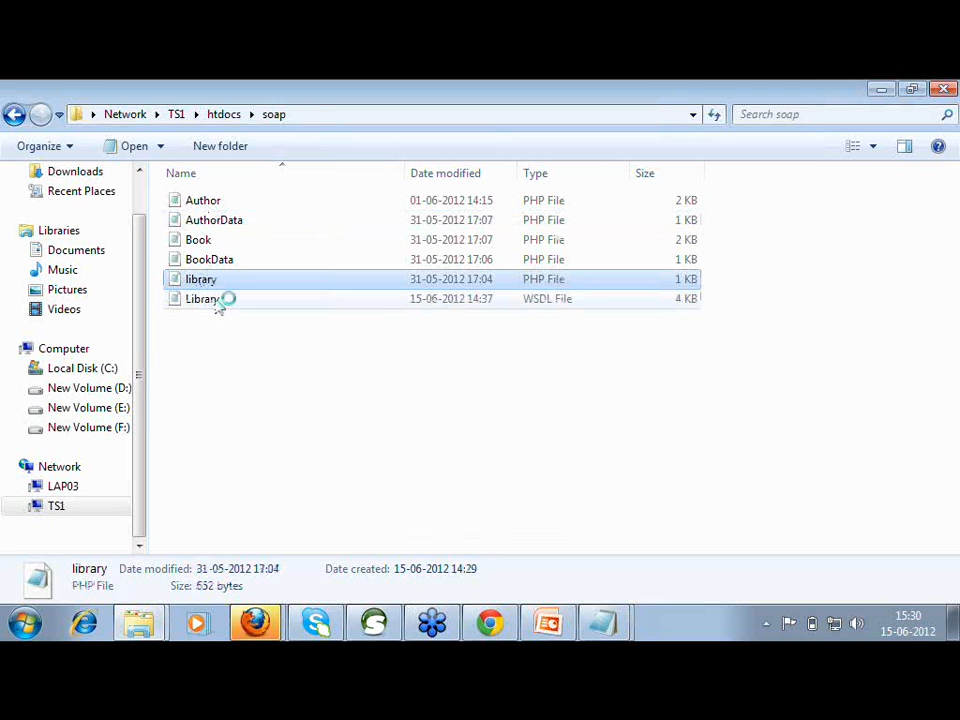 Network TS1 htdocs soap Search soap
Organize Open New folder
Name Date modified Type Size
Downloads
Recent Places
Libraries
Documents
Music
Pictures
Videos
Computer
Local Disk (C:)
New Volume (D:)
New Volume (E:)
New Volume (F:)
Network
LAP03
TS1
Author 01-06-2012 14:15 PHP File 2 KB
AuthorData 31-05-2012 17:07 PHP File 1 KB
Book 31-05-2012 17:07 PHP File 2 KB
BookData 31-05-2012 17:06 PHP File 1 KB
library 31-05-2012 17:04 PHP File 1 KB
Library 15-06-2012 14:37 WSDL File 4 KB
library Date modified: 31-05-2012 17:04 Date created: 15-06-2012 14:29
PHP File Size: 552 bytes
15:30
15-06-2012